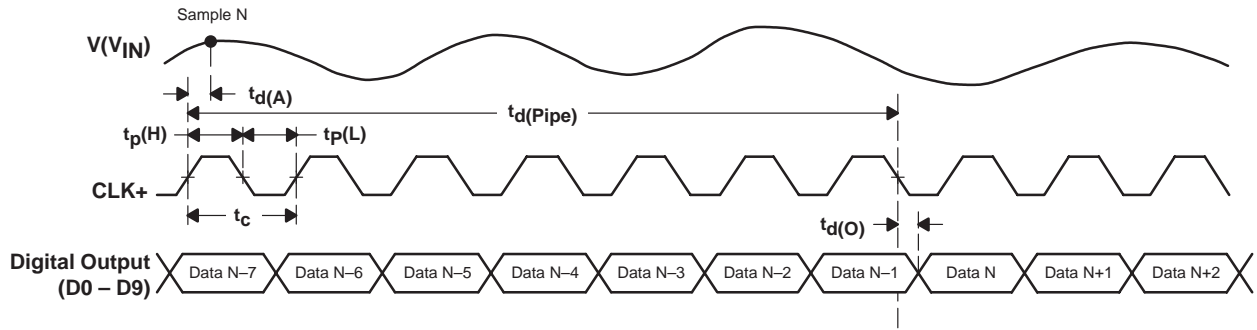 Sample N
V(VIN)
td(A)
td(Pipe)
tp(H)
tP(L)
CLK+
tc
td(O)
Digital Output
(D0 – D9)
Data N–7 Data N–6 Data N–5 Data N–4 Data N–3 Data N–2 Data N–1 Data N Data N+1 Data N+2